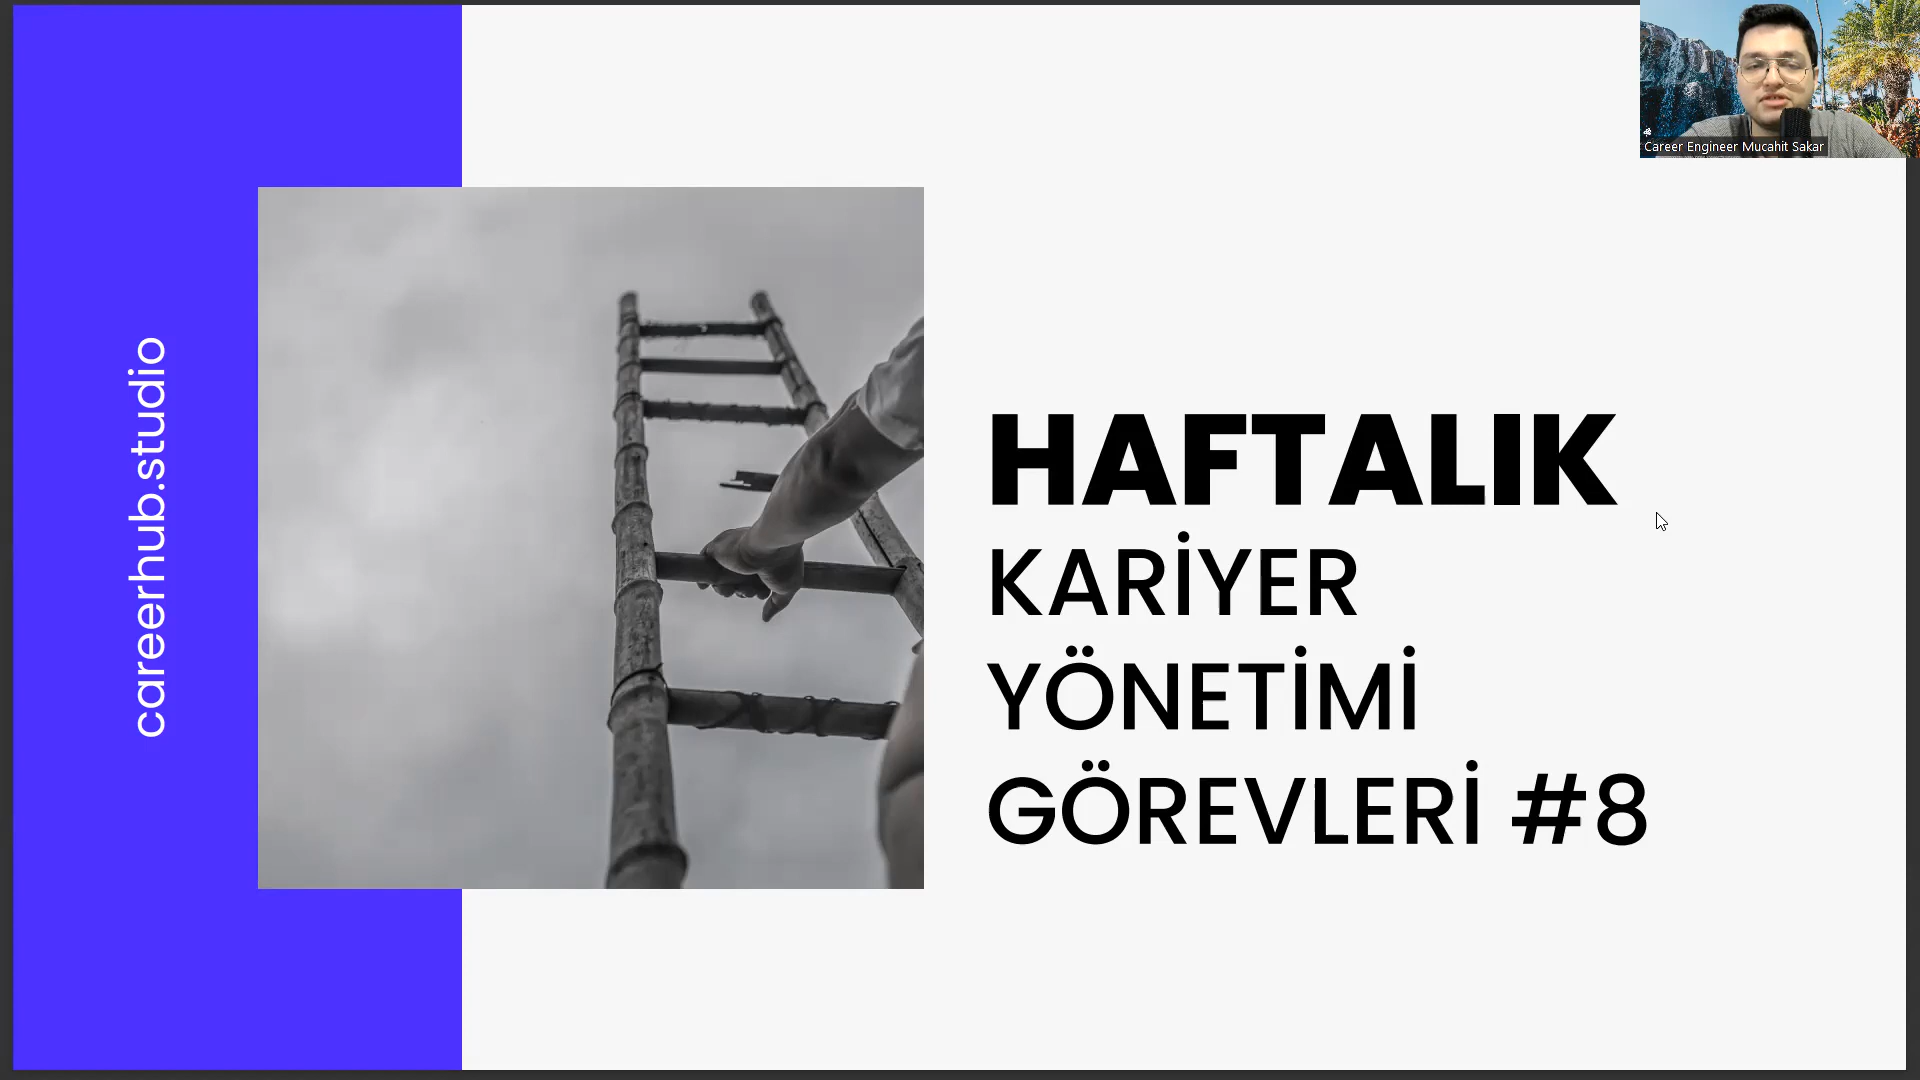 careerhub.studio
HAFTALIK
KARİYER
YÖNETİMİ
GÖREVLERİ #8
Career Engineer Mucahit Sakar